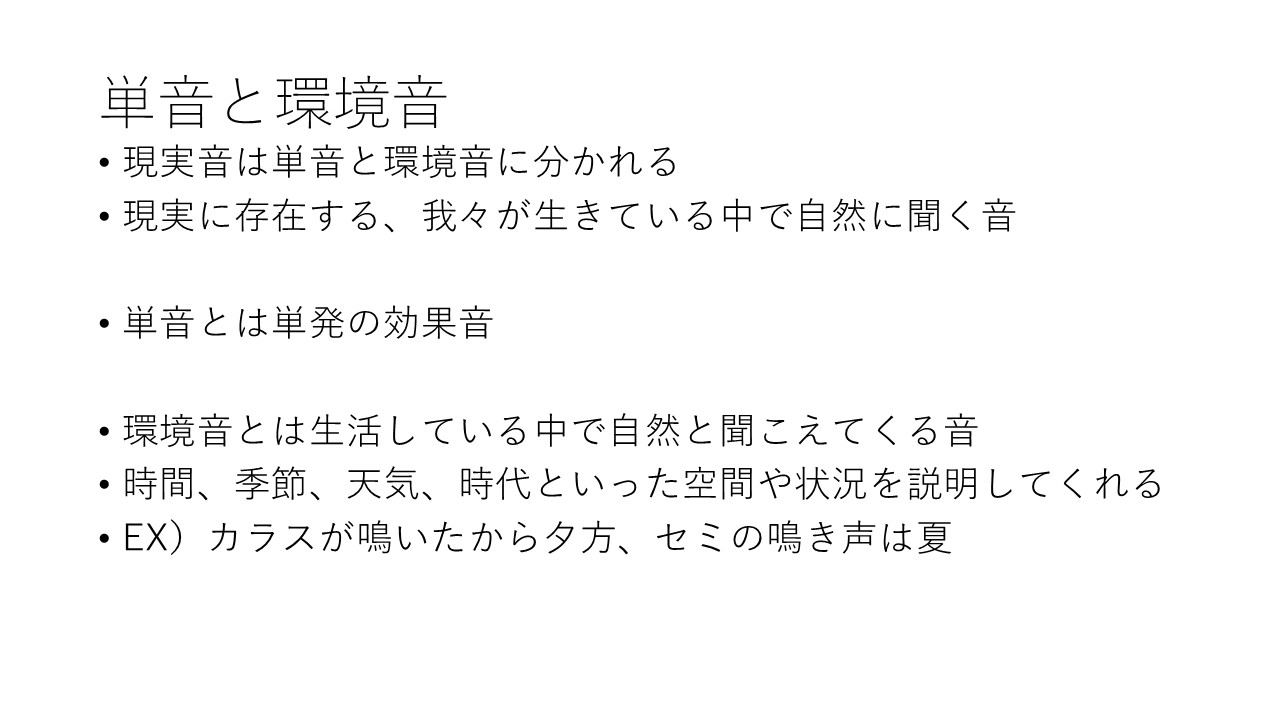 単音と環境音
• 現実音は単音と環境音に分かれる
• 現実に存在する、我々が生きている中で自然に聞く音
• 単音とは単発の効果音
• 環境音とは生活している中で自然と聞こえてくる音
• 時間、季節、天気、時代といった空間や状況を説明してくれる
• EX）カラスが鳴いたから夕方、セミの鳴き声は夏